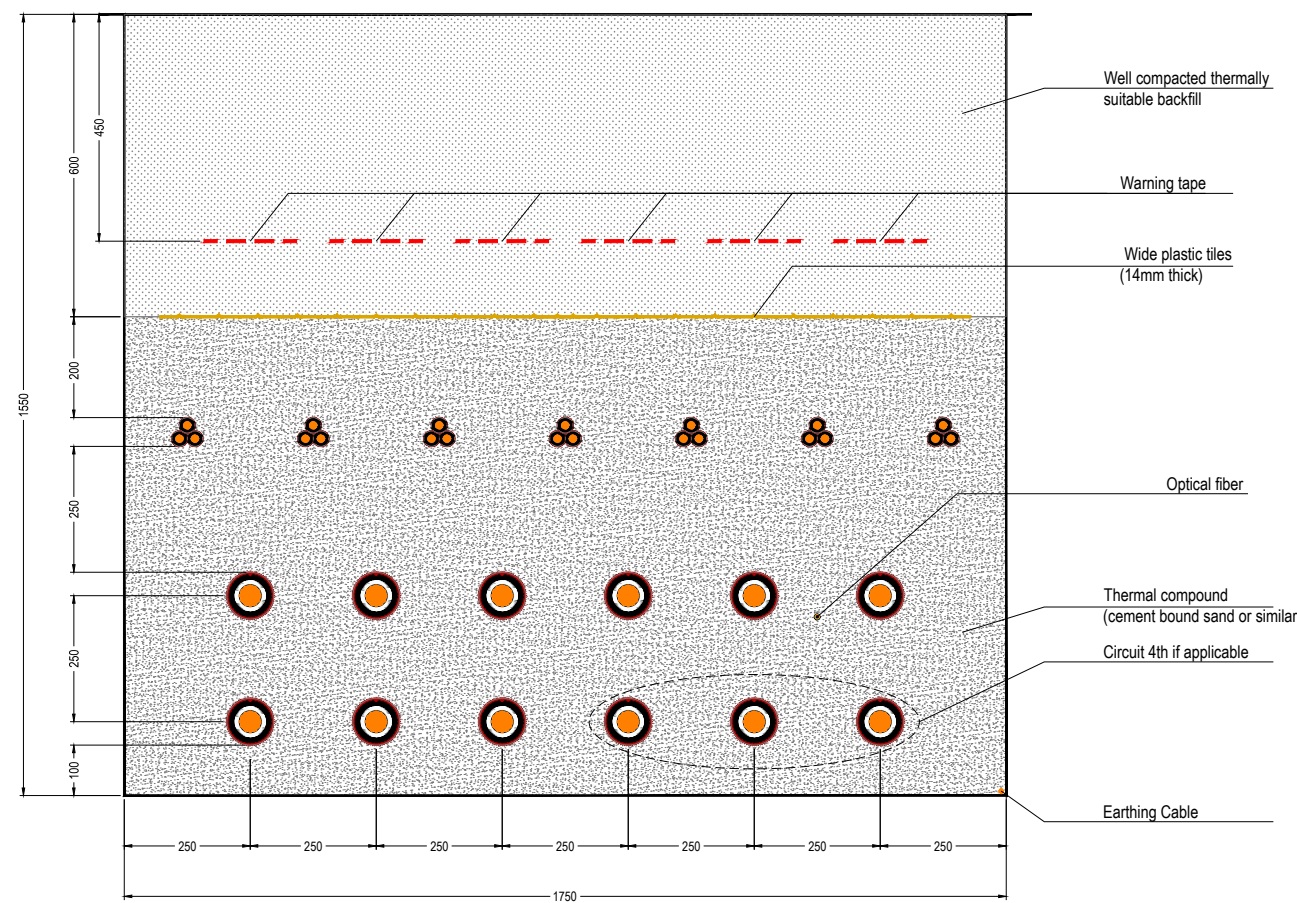 Well compacted thermally
suitable backfill
450
600
Warning tape
Wide plastic tiles
(14mm thick)
200
1550
Optical fiber
250
Thermal compound
(cement bound sand or similar
250
Circuit 4th if applicable
100
Earthing Cable
250 250 250 250 250 250 250
1750